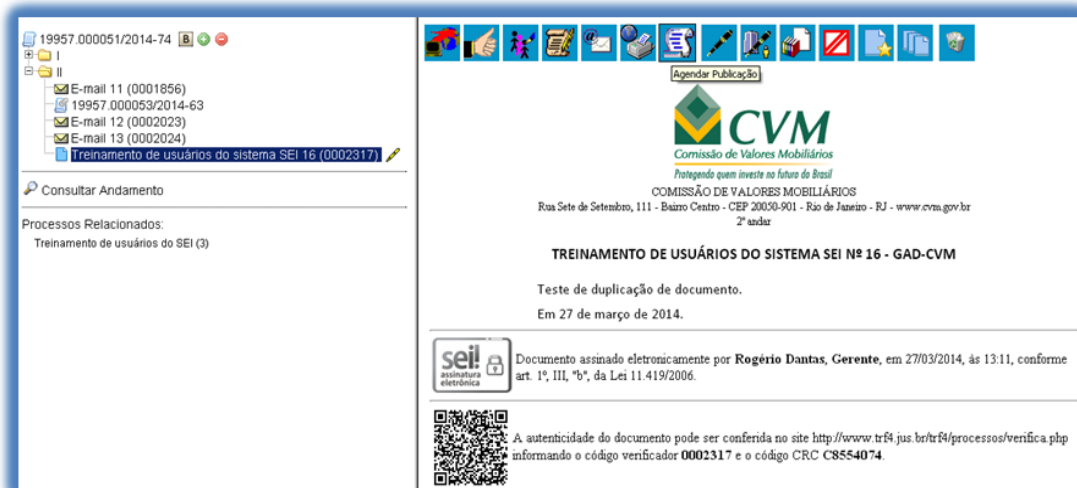 19957.000051/2014-74 B
I
II
E-mail 11 (0001856)
19957.000053/2014-63
E-mail 12 (0002023)
E-mail 13 (0002024)
Treinamento de usuários do sistema SEI 16 (0002317)
Consultar Andamento
Processos Relacionados:
Treinamento de usuários do SEI (3)
Agendar Publicação
CVM
Comissão de Valores Mobiliários
Protegendo quem investe no futuro do Brasil
COMISSÃO DE VALORES MOBILIÁRIOS
Rua Sete de Setembro, 111 - Bairro Centro - CEP 20050-901 - Rio de Janeiro - RJ - www.cvm.gov.br
2º andar
TREINAMENTO DE USUÁRIOS DO SISTEMA SEI Nº 16 - GAD-CVM
Teste de duplicação de documento.
Em 27 de março de 2014.
sei!
assinatura
eletrônica
Documento assinado eletronicamente por Rogério Dantas, Gerente, em 27/03/2014, às 13:11, conforme
art. 1º, III, "b", da Lei 11.419/2006.
A autenticidade do documento pode ser conferida no site http://www.trf4.jus.br/trf4/processos/verifica.php
informando o código verificador 0002317 e o código CRC C8554074.